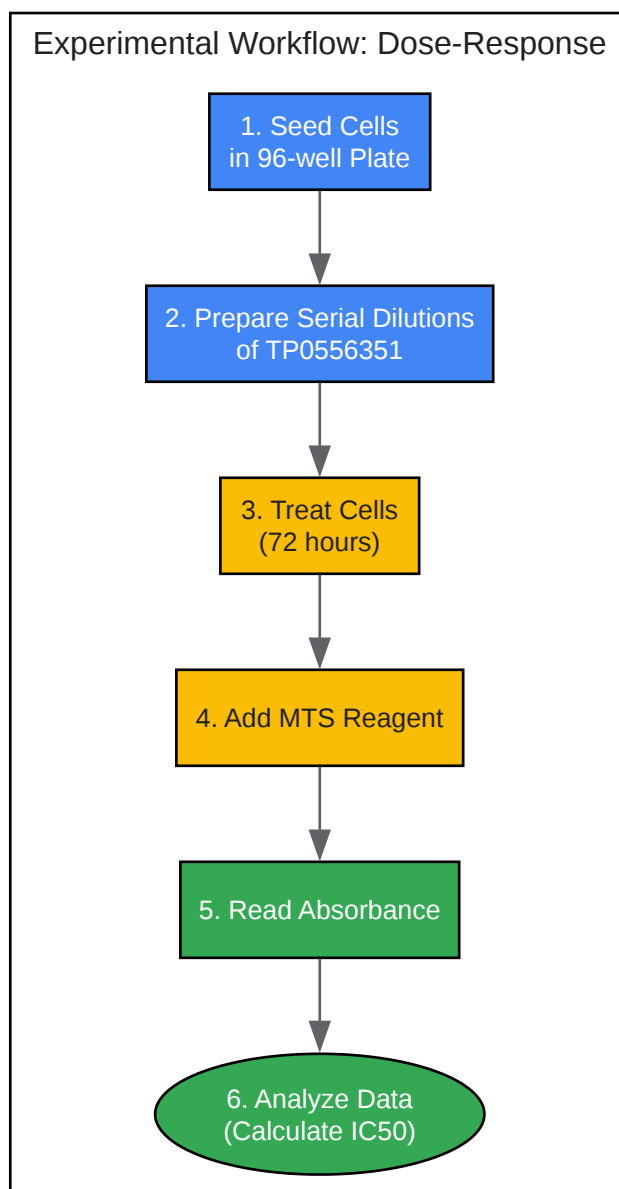 Experimental Workflow: Dose-Response
1. Seed Cells
in 96-well Plate
2. Prepare Serial Dilutions
of TP0556351
3. Treat Cells
(72 hours)
4. Add MTS Reagent
5. Read Absorbance
6. Analyze Data
(Calculate IC50)